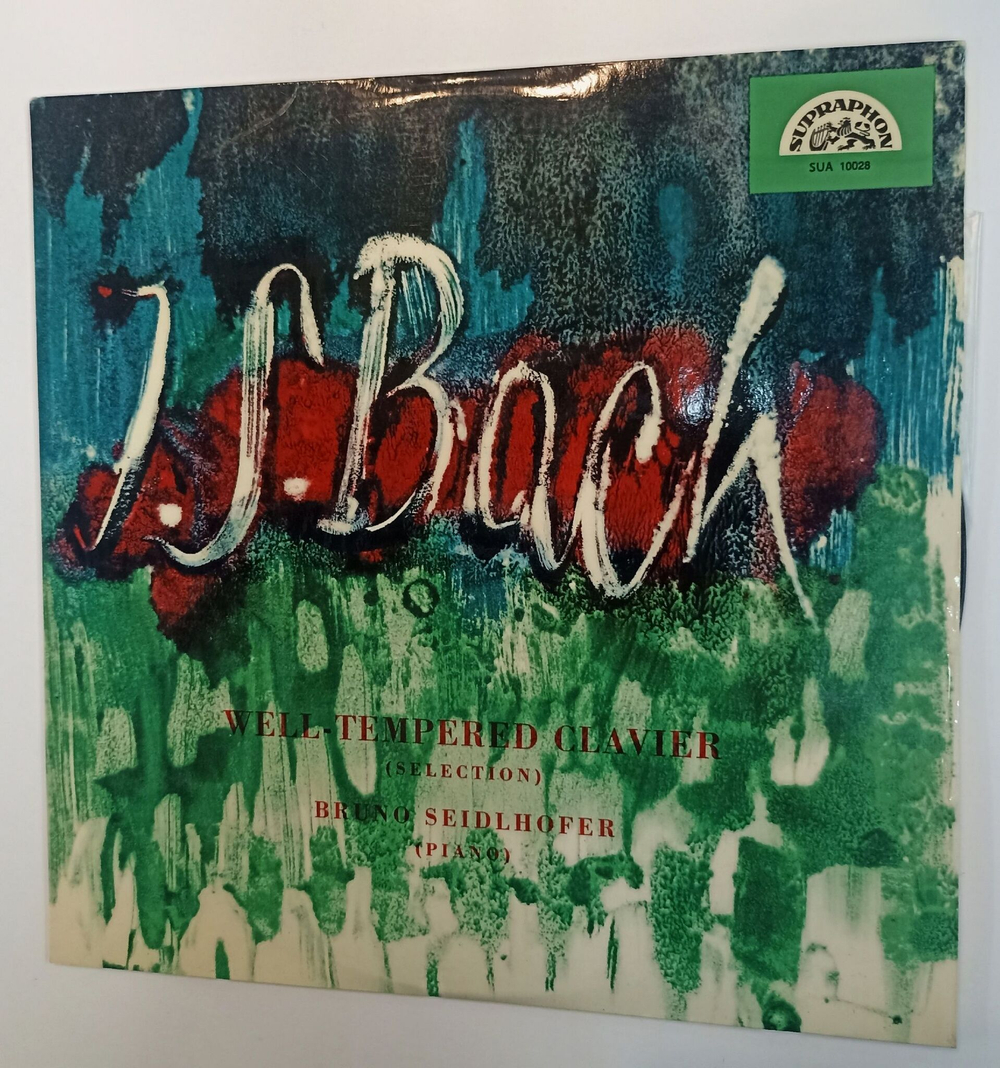 SUPRAPHON
SUA 10028
J.S. Bach
WELL-TEMPERED CLAVIER
(SELECTION)
BRUNO SEIDLHOFER
(PIANO)